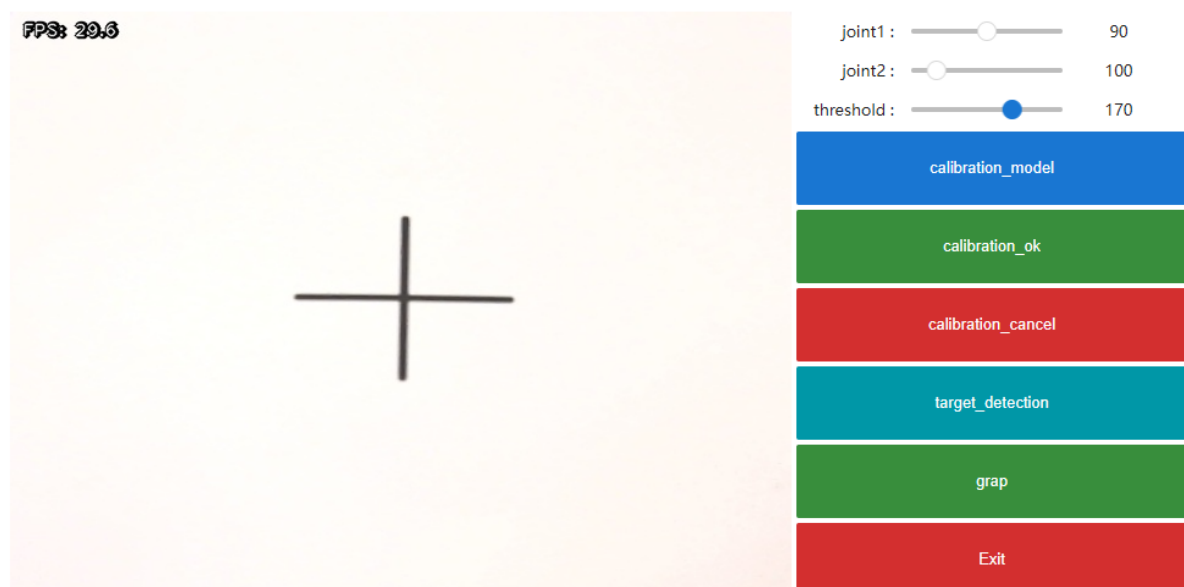 FPS: 29.6
joint1 : 90
joint2 : 100
threshold : 170
calibration_model
calibration_ok
calibration_cancel
target_detection
grap
Exit